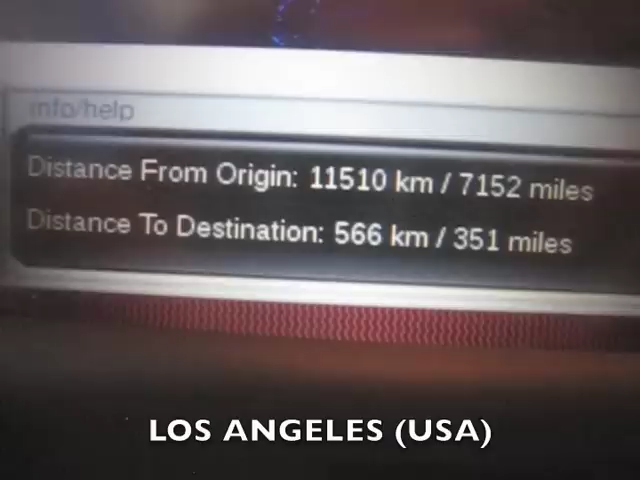 info/help
Distance From Origin: 11510 km / 7152 miles
Distance To Destination: 566 km / 351 miles
LOS ANGELES (USA)